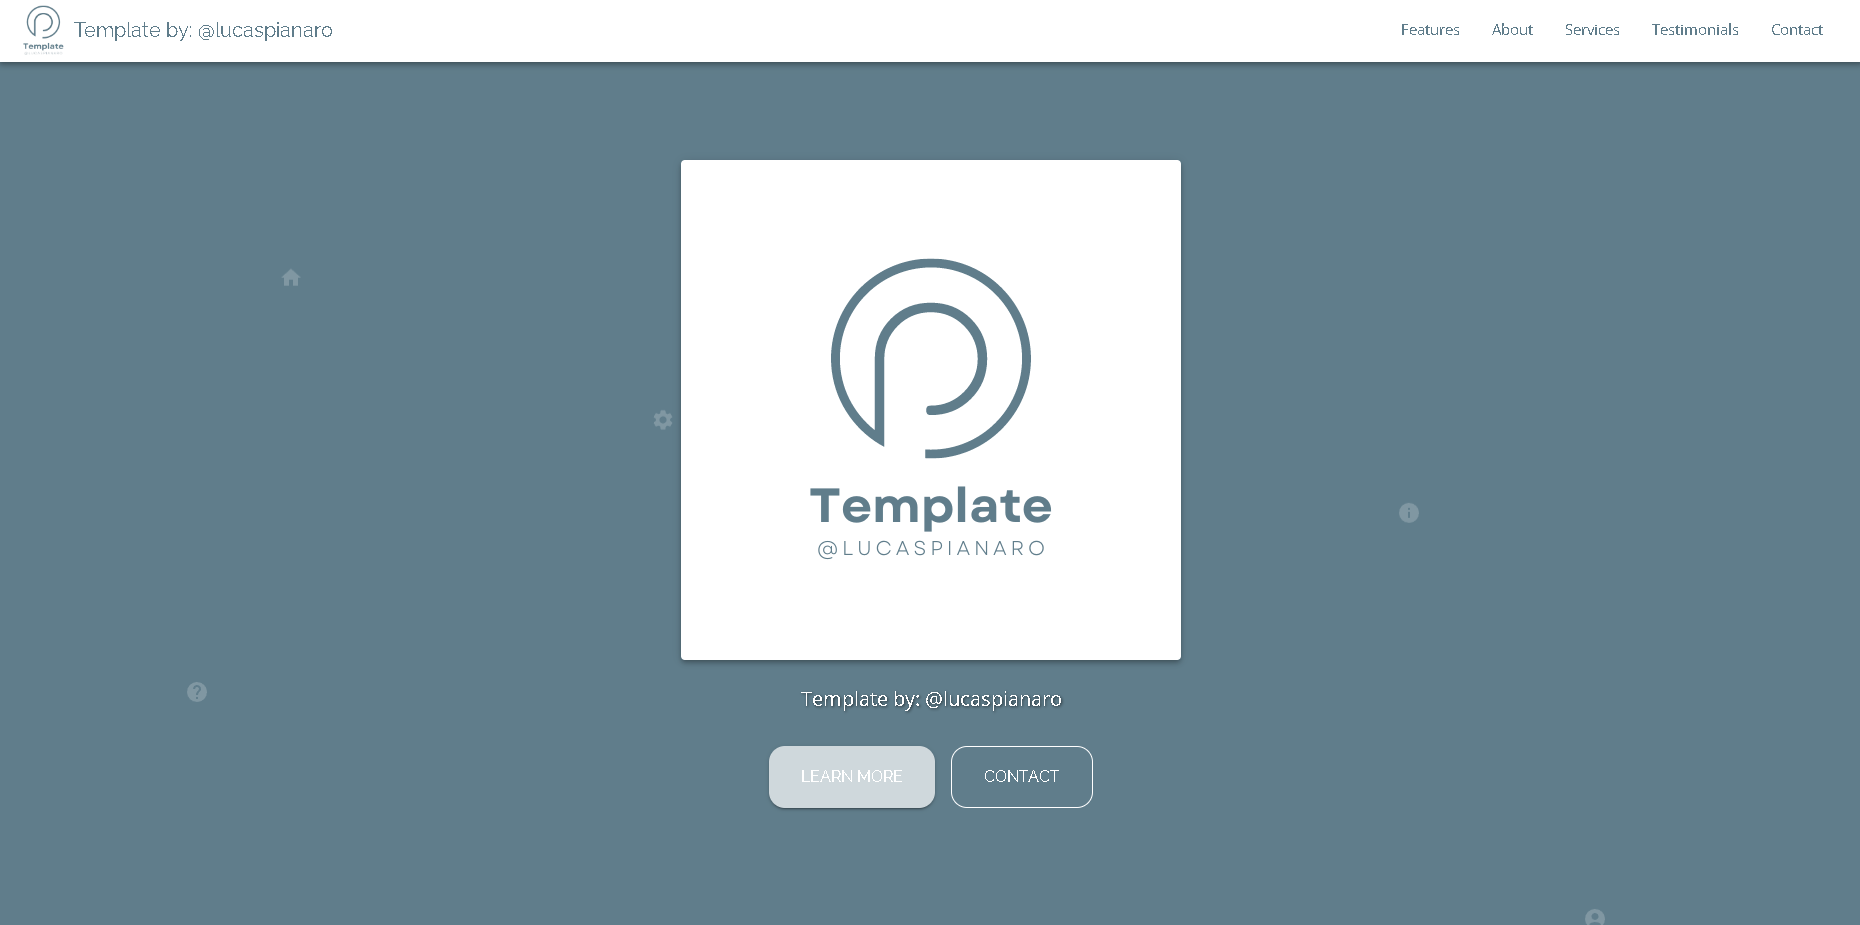 Template
Template by: @lucaspianaro
Features
About
Services
Testimonials
Contact
Template
@LUCASPIANARO
Template by: @lucaspianaro
LEARN MORE
CONTACT